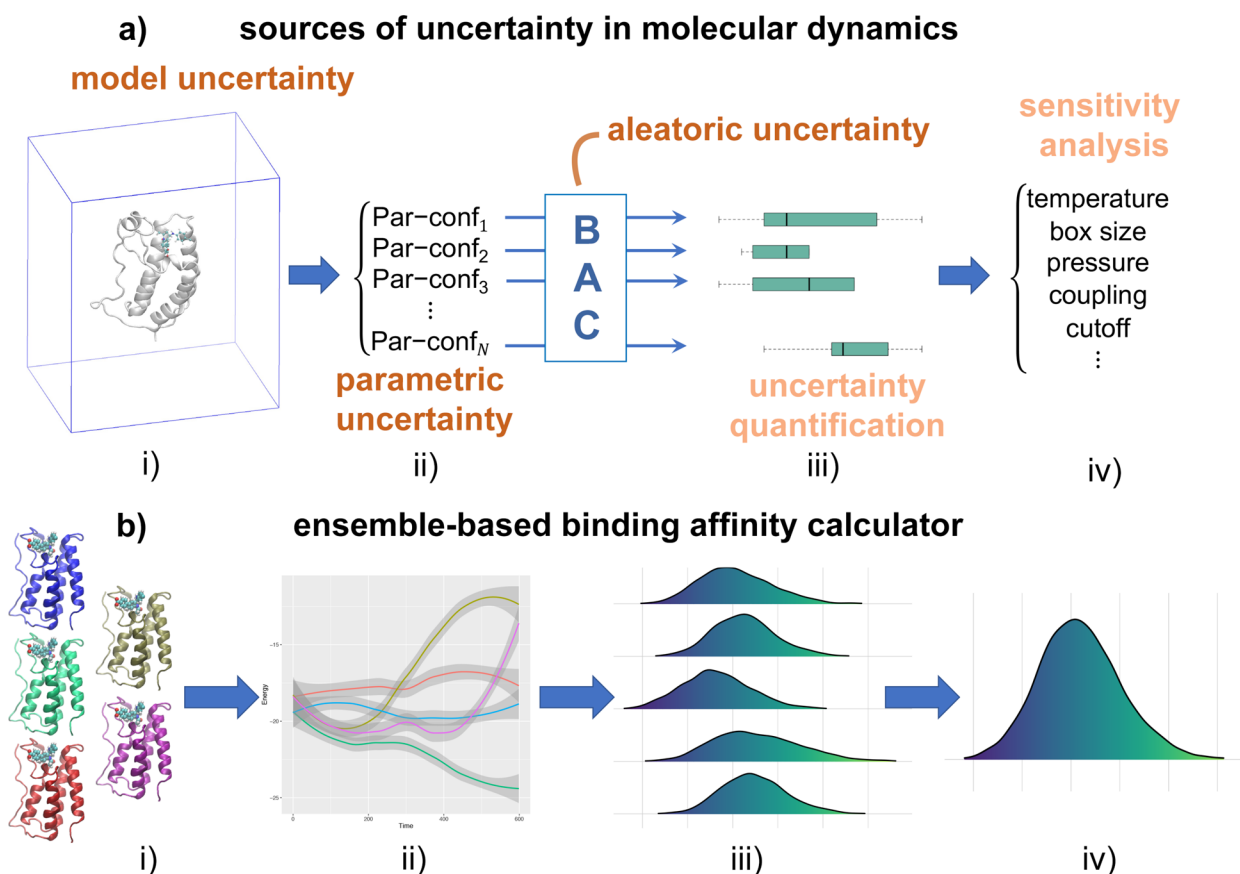 a) sources of uncertainty in molecular dynamics
model uncertainty
aleatoric uncertainty
sensitivity
analysis
Par−conf1
Par−conf2
Par−conf3
⋮
Par−confN
B
A
C
temperature
box size
pressure
coupling
cutoff
⋮
parametric
uncertainty
uncertainty
quantification
i) ii) iii) iv)
b) ensemble-based binding affinity calculator
Energy
−15
−20
−25
0 200 400 600
Time
i) ii) iii) iv)